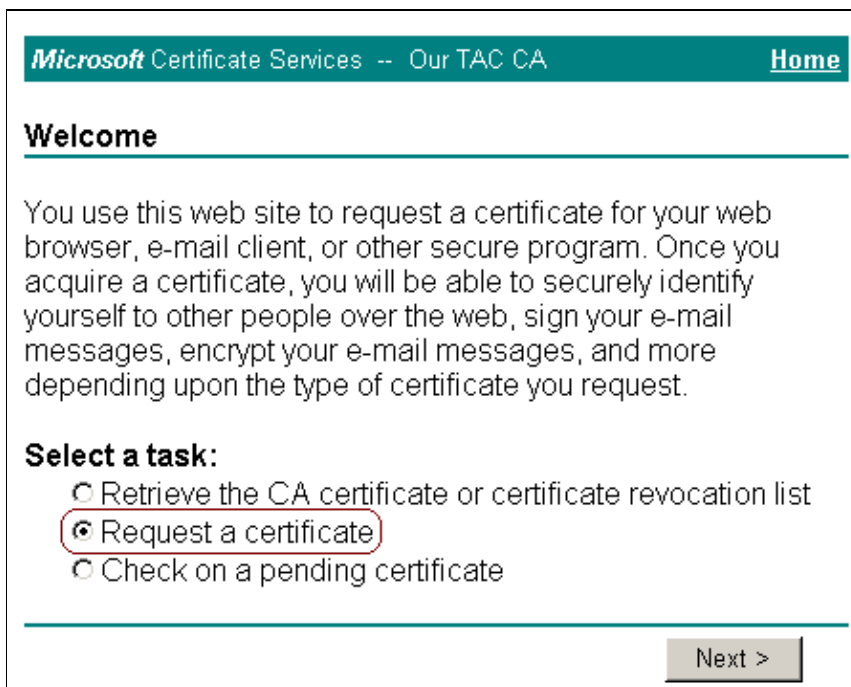 Microsoft Certificate Services -- Our TAC CA Home
Welcome
You use this web site to request a certificate for your web
browser, e-mail client, or other secure program. Once you
acquire a certificate, you will be able to securely identify
yourself to other people over the web, sign your e-mail
messages, encrypt your e-mail messages, and more
depending upon the type of certificate you request.
Select a task:
Retrieve the CA certificate or certificate revocation list
Request a certificate
Check on a pending certificate
Next >